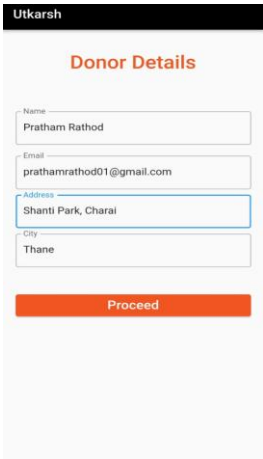 Utkarsh
Donor Details
Name
Pratham Rathod
Email
prathamrathod01@gmail.com
Address
Shanti Park, Charai
City
Thane
Proceed